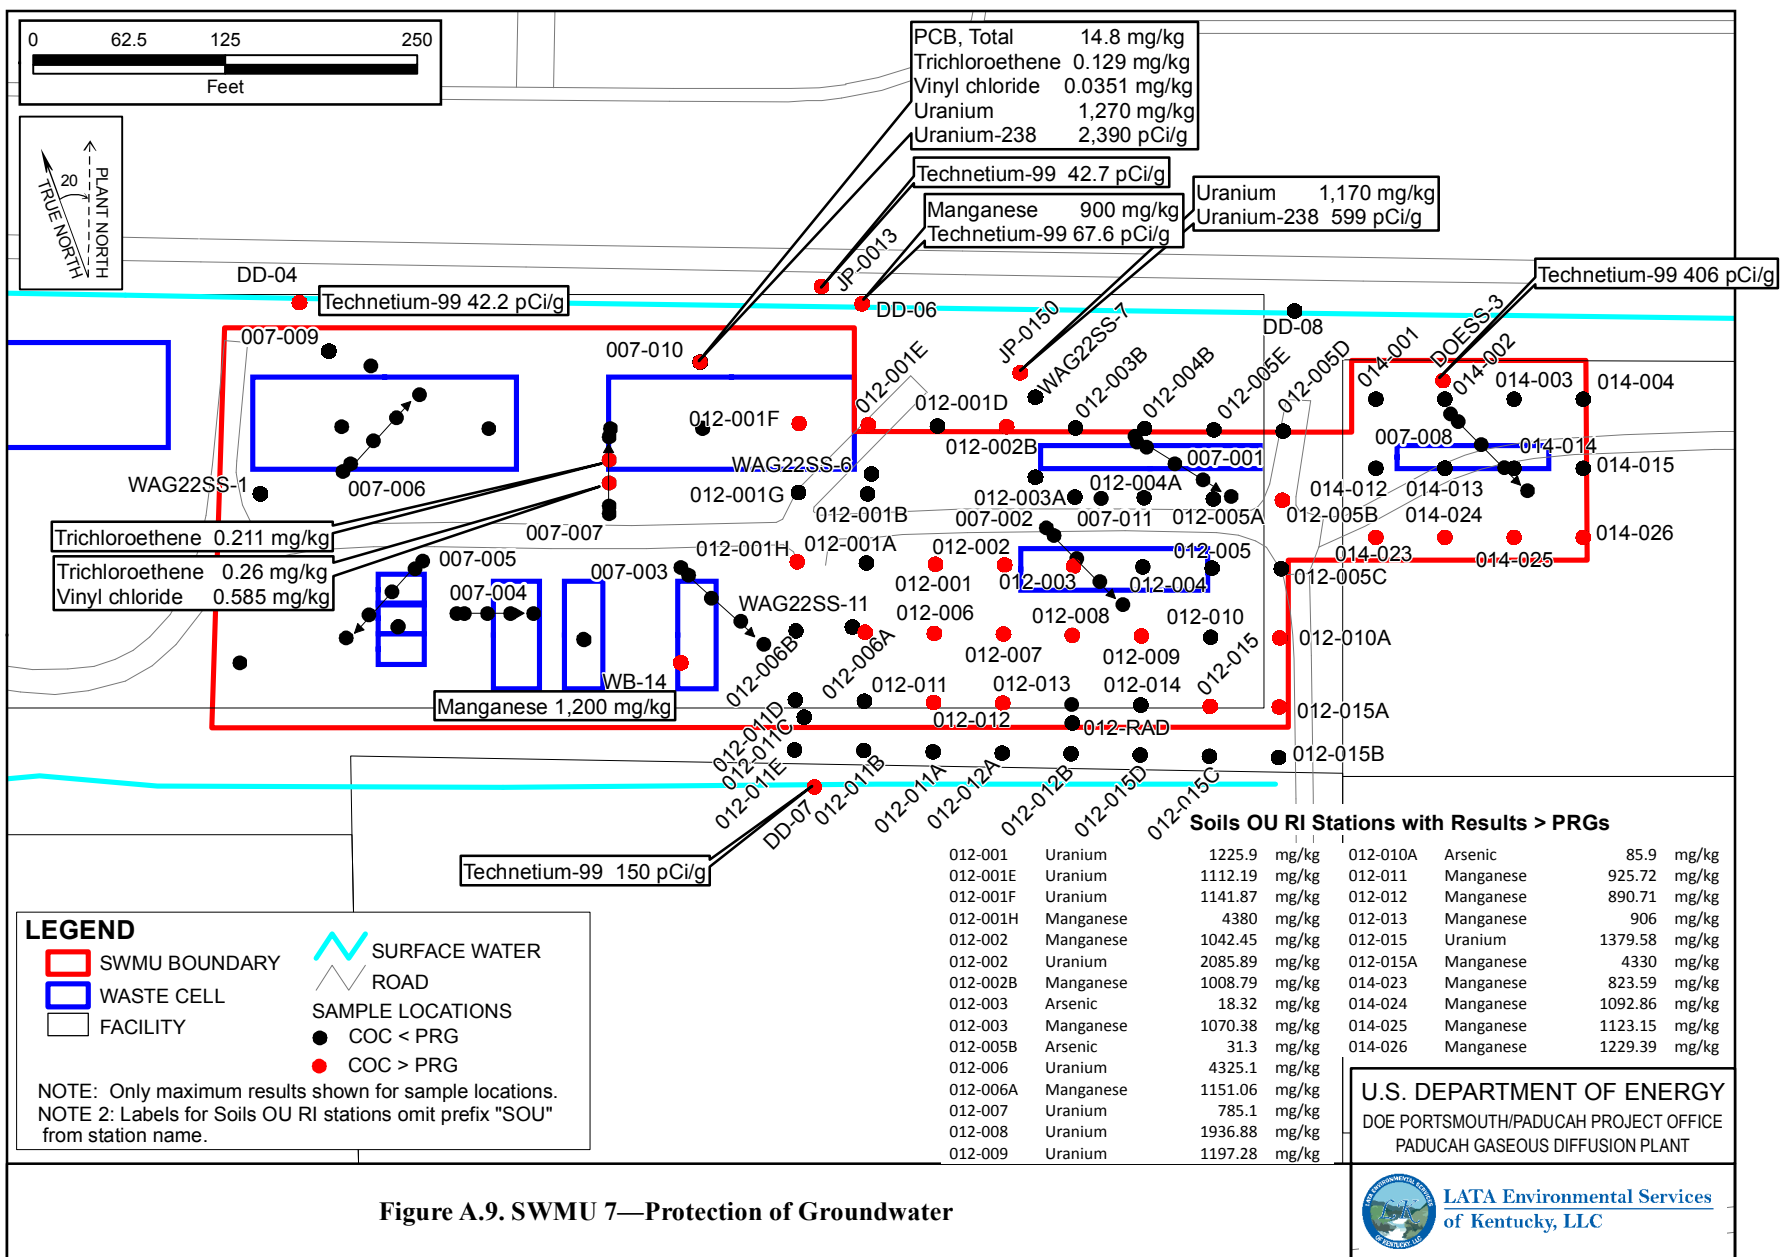 0 62.5 125 250
Feet
PLANT NORTH
TRUE NORTH
20
PCB, Total 14.8 mg/kg
Trichloroethene 0.129 mg/kg
Vinyl chloride 0.0351 mg/kg
Uranium 1,270 mg/kg
Uranium-238 2,390 pCi/g
Technetium-99 42.7 pCi/g
Manganese 900 mg/kg
Technetium-99 67.6 pCi/g
Uranium 1,170 mg/kg
Uranium-238 599 pCi/g
Technetium-99 406 pCi/g
DD-04
Technetium-99 42.2 pCi/g
JP-0013
DD-06
JP-0150
WAG22SS-7
DD-08
DOESS-3
007-009
007-010
012-001E
012-003B
012-004B
012-005E
012-005D
014-001
014-002
014-003
014-004
012-001F
012-001D
012-002B
007-001
007-008
014-014
014-015
WAG22SS-1
007-006
WAG22SS-6
012-001G
012-001B
012-003A
012-004A
007-011
012-005A
012-005B
014-012
014-013
014-024
Trichloroethene 0.211 mg/kg
007-007
007-002
012-001H
012-001A
012-002
012-005
014-023
014-025
014-026
Trichloroethene 0.26 mg/kg
Vinyl chloride 0.585 mg/kg
007-005
007-004
007-003
012-001
012-003
012-004
012-005C
WAG22SS-11
012-006
012-008
012-010
012-006B
012-006A
012-007
012-009
012-015
012-010A
WB-14
Manganese 1,200 mg/kg
012-011
012-013
012-014
012-011D
012-011C
012-011E
012-012
012-RAD
012-015A
012-015B
DD-07
012-011B
012-011A
012-012A
012-012B
012-015D
012-015C
Technetium-99 150 pCi/g
Soils OU RI Stations with Results > PRGs
012-001 Uranium 1225.9 mg/kg 012-010A Arsenic 85.9 mg/kg
012-001E Uranium 1112.19 mg/kg 012-011 Manganese 925.72 mg/kg
012-001F Uranium 1141.87 mg/kg 012-012 Manganese 890.71 mg/kg
012-001H Manganese 4380 mg/kg 012-013 Manganese 906 mg/kg
012-002 Manganese 1042.45 mg/kg 012-015 Uranium 1379.58 mg/kg
012-002 Uranium 2085.89 mg/kg 012-015A Manganese 4330 mg/kg
012-002B Manganese 1008.79 mg/kg 014-023 Manganese 823.59 mg/kg
012-003 Arsenic 18.32 mg/kg 014-024 Manganese 1092.86 mg/kg
012-003 Manganese 1070.38 mg/kg 014-025 Manganese 1123.15 mg/kg
012-005B Arsenic 31.3 mg/kg 014-026 Manganese 1229.39 mg/kg
012-006 Uranium 4325.1 mg/kg
012-006A Manganese 1151.06 mg/kg
012-007 Uranium 785.1 mg/kg
012-008 Uranium 1936.88 mg/kg
012-009 Uranium 1197.28 mg/kg
LEGEND
SWMU BOUNDARY
WASTE CELL
FACILITY
SURFACE WATER
ROAD
SAMPLE LOCATIONS
COC < PRG
COC > PRG
NOTE: Only maximum results shown for sample locations.
NOTE 2: Labels for Soils OU RI stations omit prefix "SOU"
from station name.
U.S. DEPARTMENT OF ENERGY
DOE PORTSMOUTH/PADUCAH PROJECT OFFICE
PADUCAH GASEOUS DIFFUSION PLANT
LATA ENVIRONMENTAL SERVICES
OF KENTUCKY, LLC
LATA Environmental Services
of Kentucky, LLC
Figure A.9. SWMU 7—Protection of Groundwater